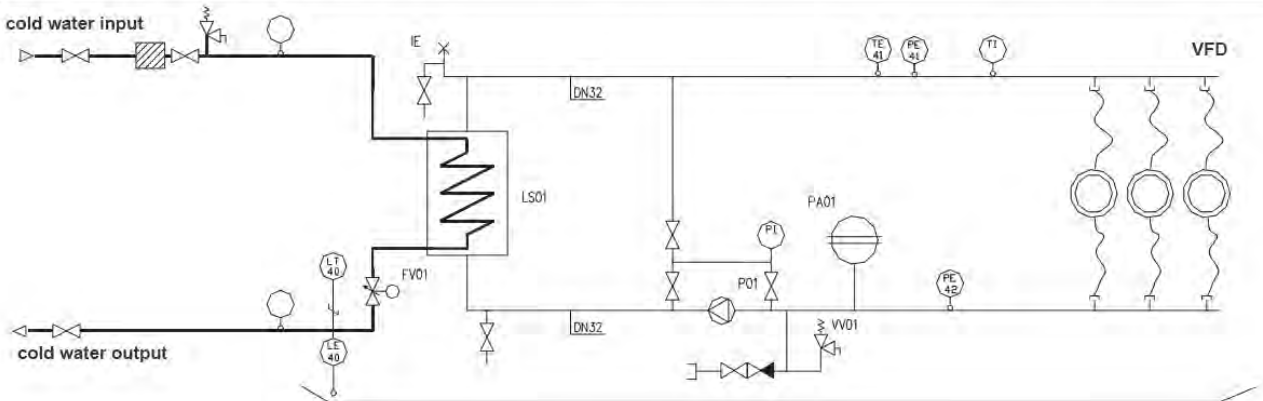 cold water input
IE
TE
41
PE
41
TI
VFD
DN32
LS01
PA01
PI
LT
40
FV01
P01
PE
42
DN32
VV01
LE
40
cold water output